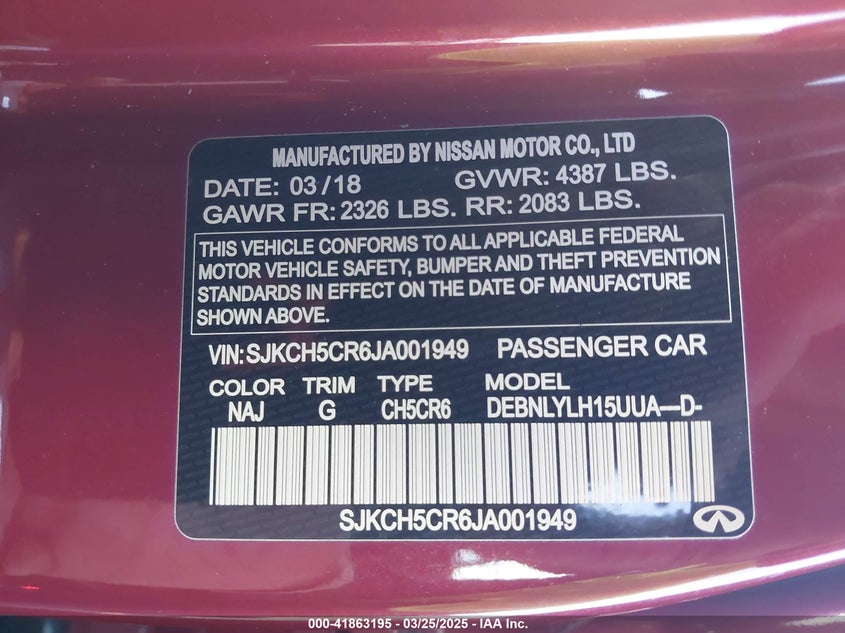 MANUFACTURED BY NISSAN MOTOR CO., LTD
DATE: 03/18 GVWR: 4387 LBS.
GAWR FR: 2326 LBS. RR: 2083 LBS.
THIS VEHICLE CONFORMS TO ALL APPLICABLE FEDERAL
MOTOR VEHICLE SAFETY, BUMPER AND THEFT PREVENTION
STANDARDS IN EFFECT ON THE DATE OF MANUFACTURE
SHOWN ABOVE.
VIN: SJKCH5CR6JA001949 PASSENGER CAR
COLOR TRIM TYPE MODEL
NAJ G CH5CR6 DEBNLYLH15UUA---D-
SJKCH5CR6JA001949
000-41863195 - 03/25/2025 - IAA Inc.